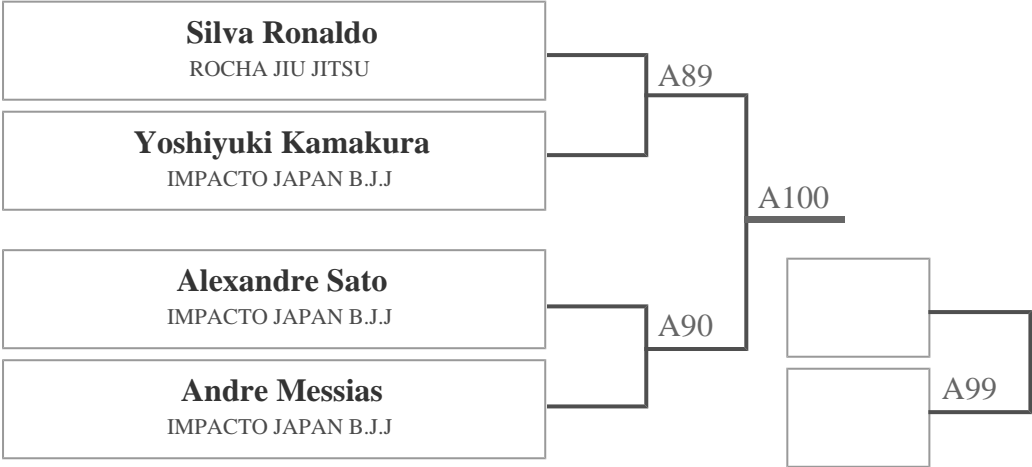 Silva Ronaldo
ROCHA JIU JITSU
A89
Yoshiyuki Kamakura
IMPACTO JAPAN B.J.J
A100
Alexandre Sato
IMPACTO JAPAN B.J.J
A90
Andre Messias
IMPACTO JAPAN B.J.J
A99